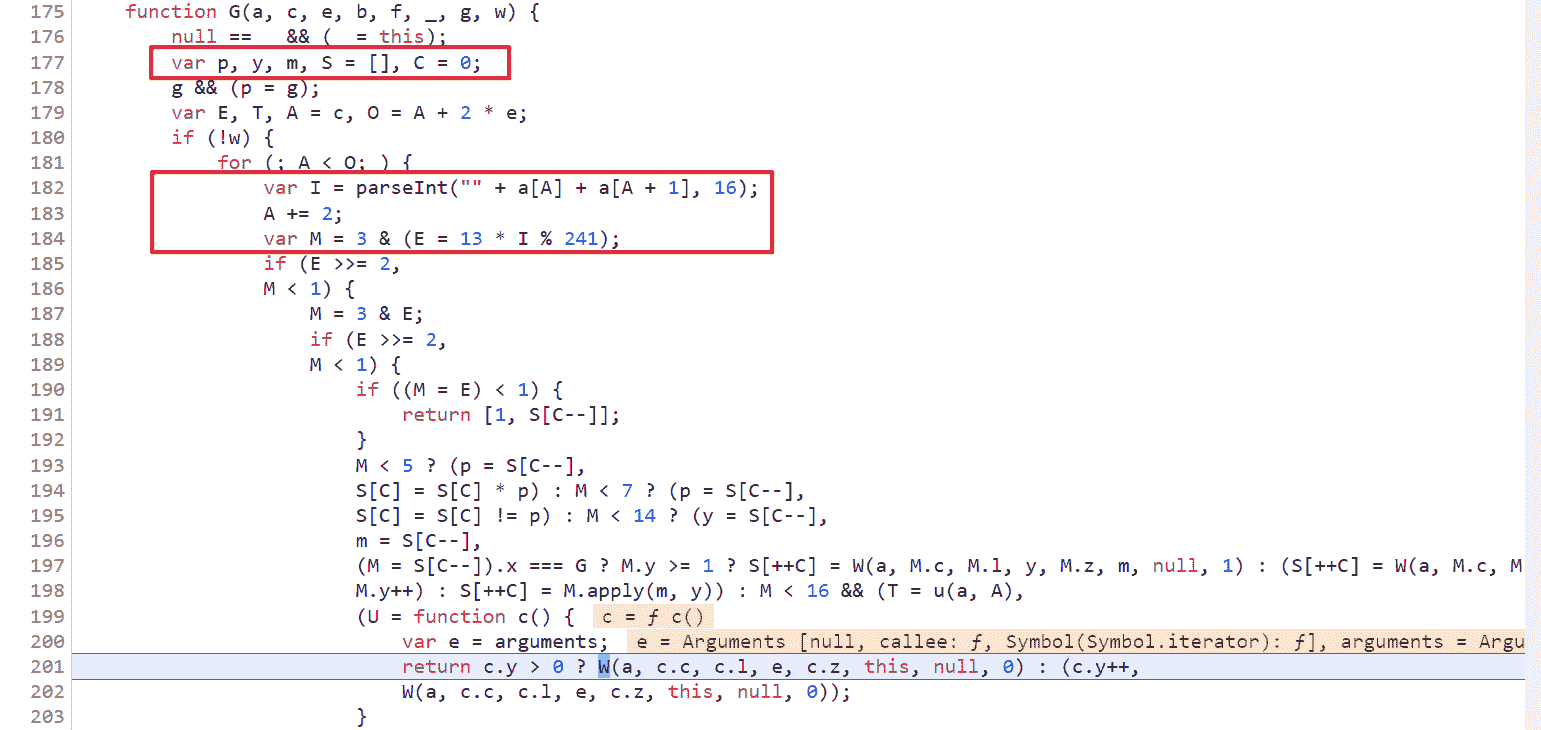 175 function G(a, c, e, b, f, _, g, w) {
176 null == && ( = this);
177 var p, y, m, S = [], C = 0;
178 g && (p = g);
179 var E, T, A = c, O = A + 2 * e;
180 if (!w) {
181 for (; A < O; ) {
182 var I = parseInt("" + a[A] + a[A + 1], 16);
183 A += 2;
184 var M = 3 & (E = 13 * I % 241);
185 if (E >>= 2,
186 M < 1) {
187 M = 3 & E;
188 if (E >>= 2,
189 M < 1) {
190 if ((M = E) < 1) {
191 return [1, S[C--]];
192 }
193 M < 5 ? (p = S[C--],
194 S[C] = S[C] * p) : M < 7 ? (p = S[C--],
195 S[C] = S[C] != p) : M < 14 ? (y = S[C--],
196 m = S[C--],
197 (M = S[C--]).x === G ? M.y >= 1 ? S[++C] = W(a, M.c, M.l, y, M.z, m, null, 1) : (S[++C] = W(a, M.c, M
198 M.y++) : S[++C] = M.apply(m, y)) : M < 16 && (T = u(a, A),
199 (U = function c() { c = ƒ c()
200 var e = arguments; e = Arguments [null, callee: ƒ, Symbol(Symbol.iterator): ƒ], arguments = Argu
201 return c.y > 0 ? W(a, c.c, c.l, e, c.z, this, null, 0) : (c.y++,
202 W(a, c.c, c.l, e, c.z, this, null, 0));
203 }